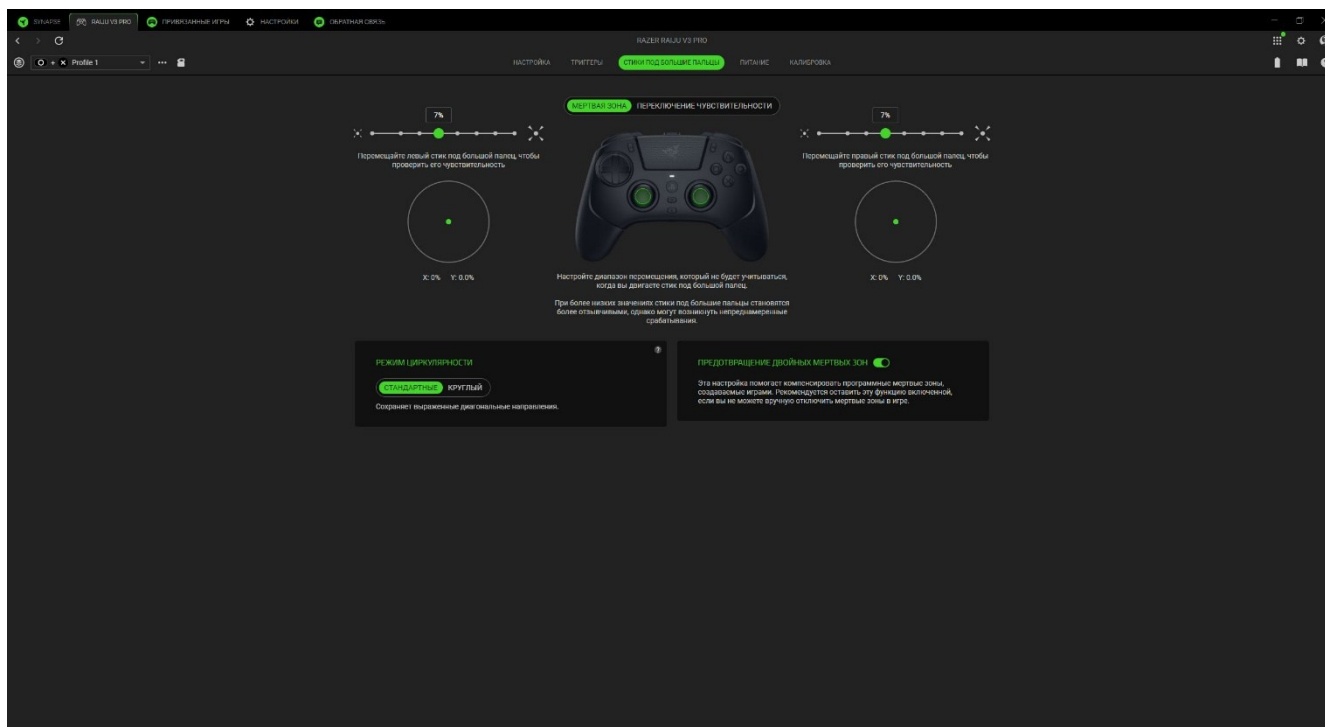 SYNAPSE RAIJU V3 PRO ПРИВЯЗАННЫЕ ИГРЫ НАСТРОЙКИ ОБРАТНАЯ СВЯЗЬ
RAZER RAIJU V3 PRO
Profile 1 НАСТРОЙКА ТРИГГЕРЫ СТИКИ ПОД БОЛЬШИЕ ПАЛЬЦЫ ПИТАНИЕ КАЛИБРОВКА
МЕРТВАЯ ЗОНА ПЕРЕКЛЮЧЕНИЕ ЧУВСТВИТЕЛЬНОСТИ
7%
Перемещайте левый стик под большой палец, чтобы
проверить его чувствительность
X: 0% Y: 0.0%
7%
Перемещайте правый стик под большой палец, чтобы
проверить его чувствительность
X: 0% Y: 0.0%
Настройте диапазон перемещения, который не будет учитываться,
когда вы двигаете стик под большой палец.
При более низких значениях стики под большие пальцы становятся
более отзывчивыми, однако могут возникнуть непреднамеренные
срабатывания.
РЕЖИМ ЦИРКУЛЯРНОСТИ
СТАНДАРТНЫЕ КРУГЛЫЙ
Сохраняет выраженные диагональные направления.
ПРЕДОТВРАЩЕНИЕ ДВОЙНЫХ МЕРТВЫХ ЗОН
Эта настройка помогает компенсировать программные мертвые зоны,
создаваемые играми. Рекомендуется оставить эту функцию включенной,
если вы не можете вручную отключить мертвые зоны в игре.